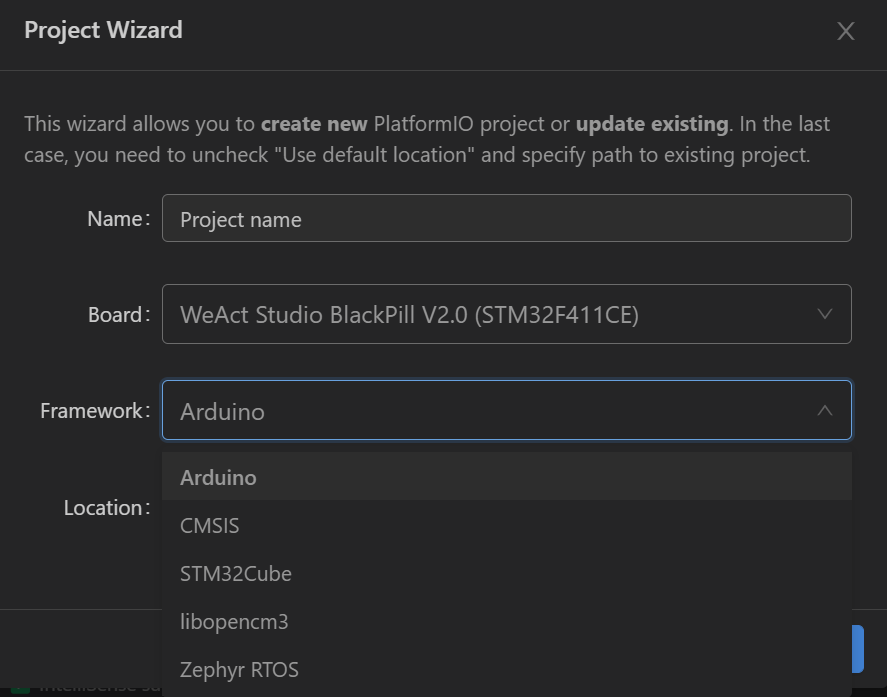 Project Wizard
This wizard allows you to create new PlatformIO project or update existing. In the last
case, you need to uncheck "Use default location" and specify path to existing project.
Name:
Project name
Board:
WeAct Studio BlackPill V2.0 (STM32F411CE)
Framework:
Arduino
Arduino
Location:
CMSIS
STM32Cube
libopencm3
Zephyr RTOS